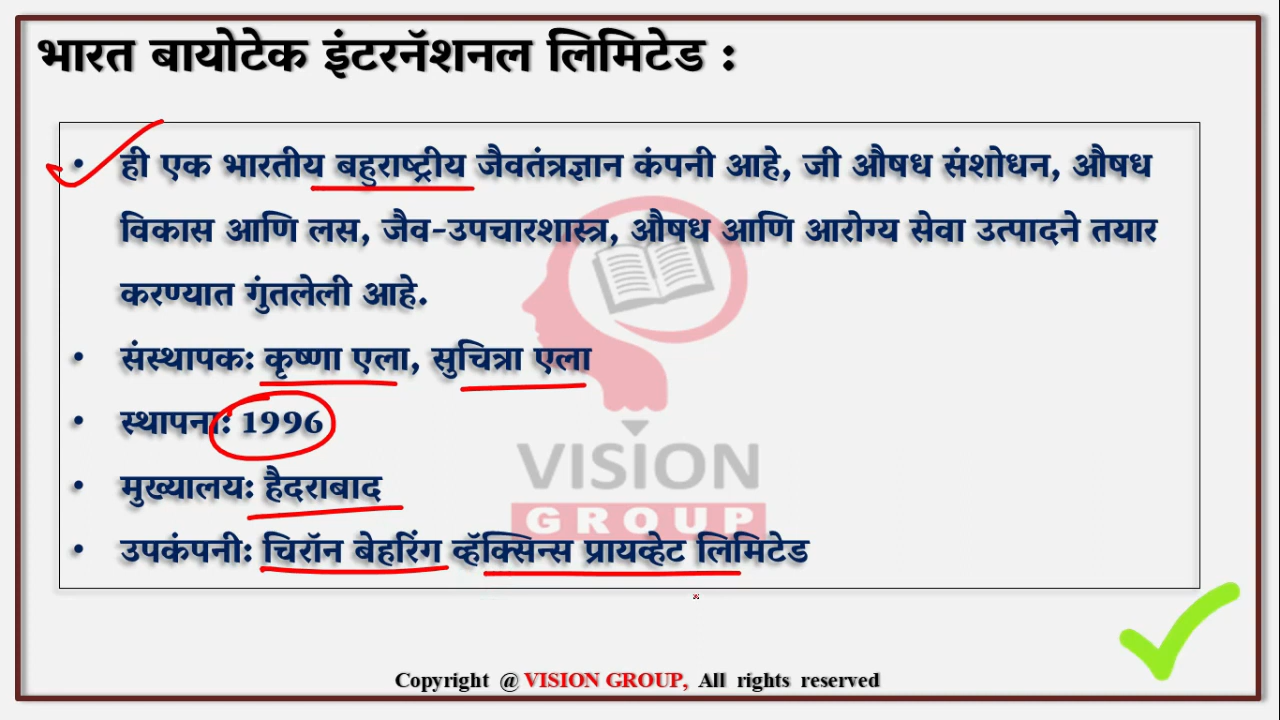 भारत बायोटेक इंटरनॅशनल लिमिटेड :
• ही एक भारतीय बहुराष्ट्रीय जैवतंत्रज्ञान कंपनी आहे, जी औषध संशोधन, औषध
विकास आणि लस, जैव-उपचारशास्त्र, औषध आणि आरोग्य सेवा उत्पादने तयार
करण्यात गुंतलेली आहे.
• संस्थापक: कृष्णा एला, सुचित्रा एला
• स्थापना: 1996
• मुख्यालय: हैदराबाद
• उपकंपनी: चिरॉन बेहरिंग व्हॅक्सिन्स प्रायव्हेट लिमिटेड
VISION
GROUP
Copyright @ VISION GROUP, All rights reserved